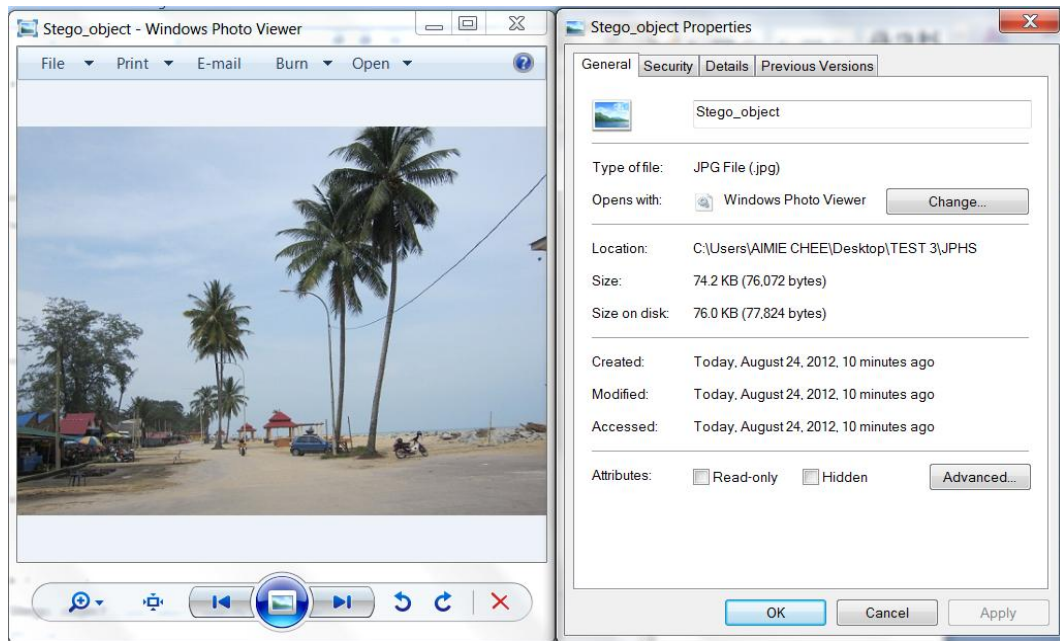 Stego_object - Windows Photo Viewer
File Print E-mail Burn Open
Stego_object Properties
General Security Details Previous Versions
Stego_object
Type of file: JPG File (.jpg)
Opens with: Windows Photo Viewer Change...
Location: C:\Users\AIMIE CHEE\Desktop\TEST 3\JPHS
Size: 74.2 KB (76,072 bytes)
Size on disk: 76.0 KB (77,824 bytes)
Created: Today, August 24, 2012, 10 minutes ago
Modified: Today, August 24, 2012, 10 minutes ago
Accessed: Today, August 24, 2012, 10 minutes ago
Attributes: Read-only Hidden Advanced...
OK Cancel Apply